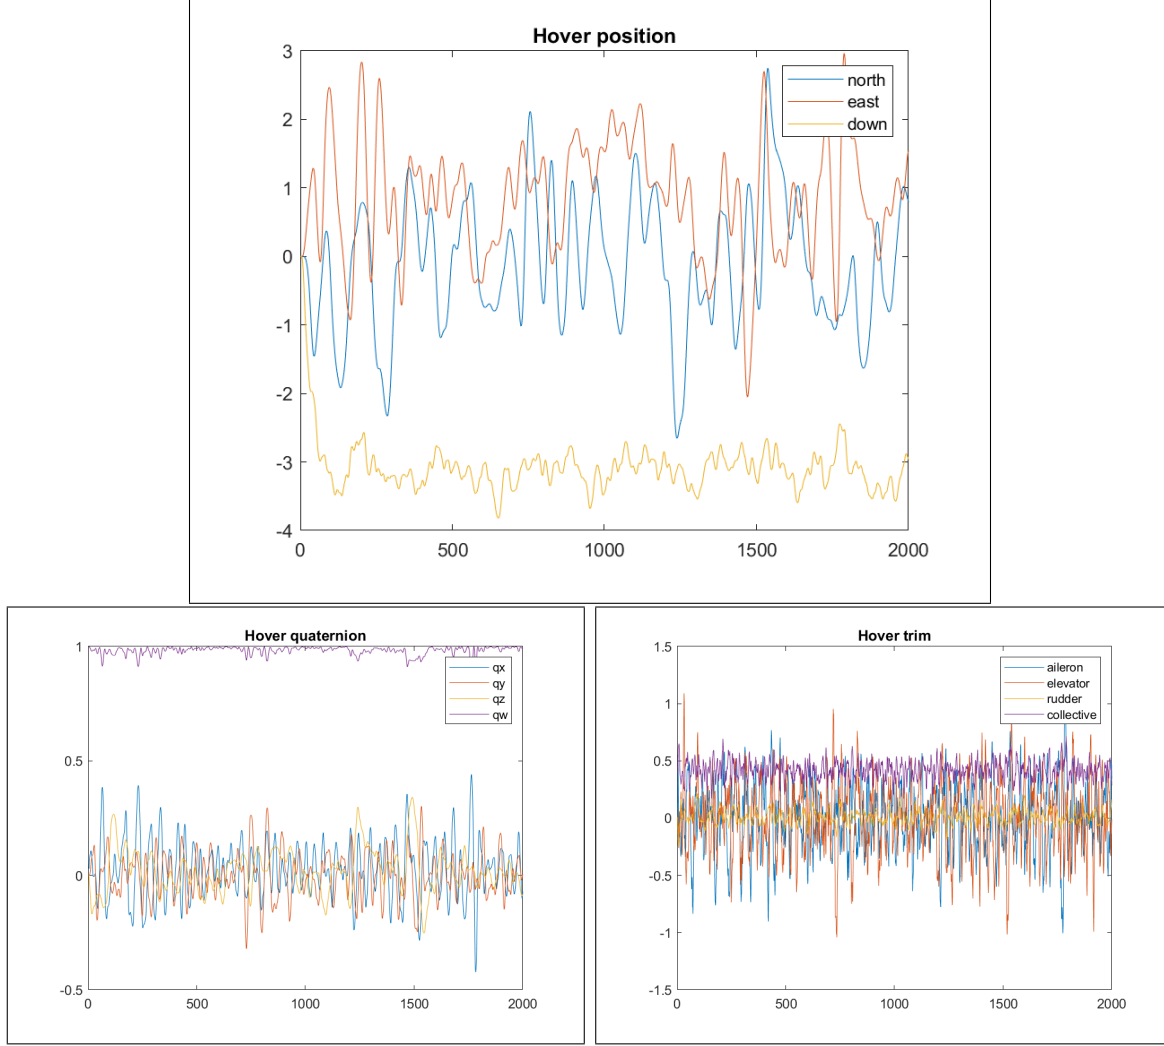 Hover position
3
2
1
0
-1
-2
-3
-4
0 500 1000 1500 2000
north
east
down
Hover quaternion
1
0.5
0
-0.5
0 500 1000 1500 2000
qx
qy
qz
qw
Hover trim
1.5
1
0.5
0
-0.5
-1
-1.5
0 500 1000 1500 2000
aileron
elevator
rudder
collective